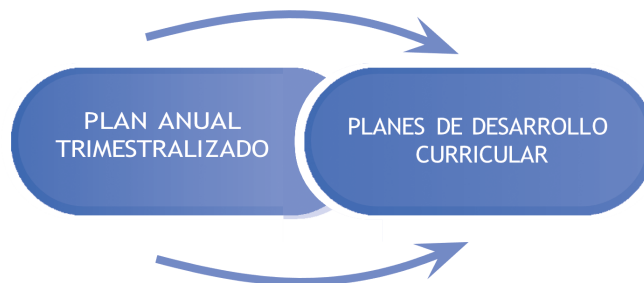 PLAN ANUAL
TRIMESTRALIZADO
PLANES DE DESARROLLO
CURRICULAR